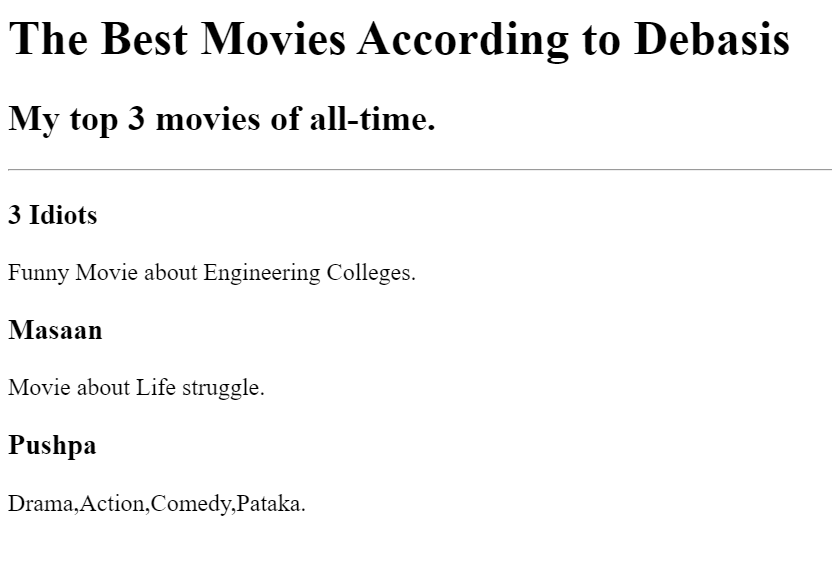 The Best Movies According to Debasis
My top 3 movies of all-time.
3 Idiots
Funny Movie about Engineering Colleges.
Masaan
Movie about Life struggle.
Pushpa
Drama,Action,Comedy,Pataka.